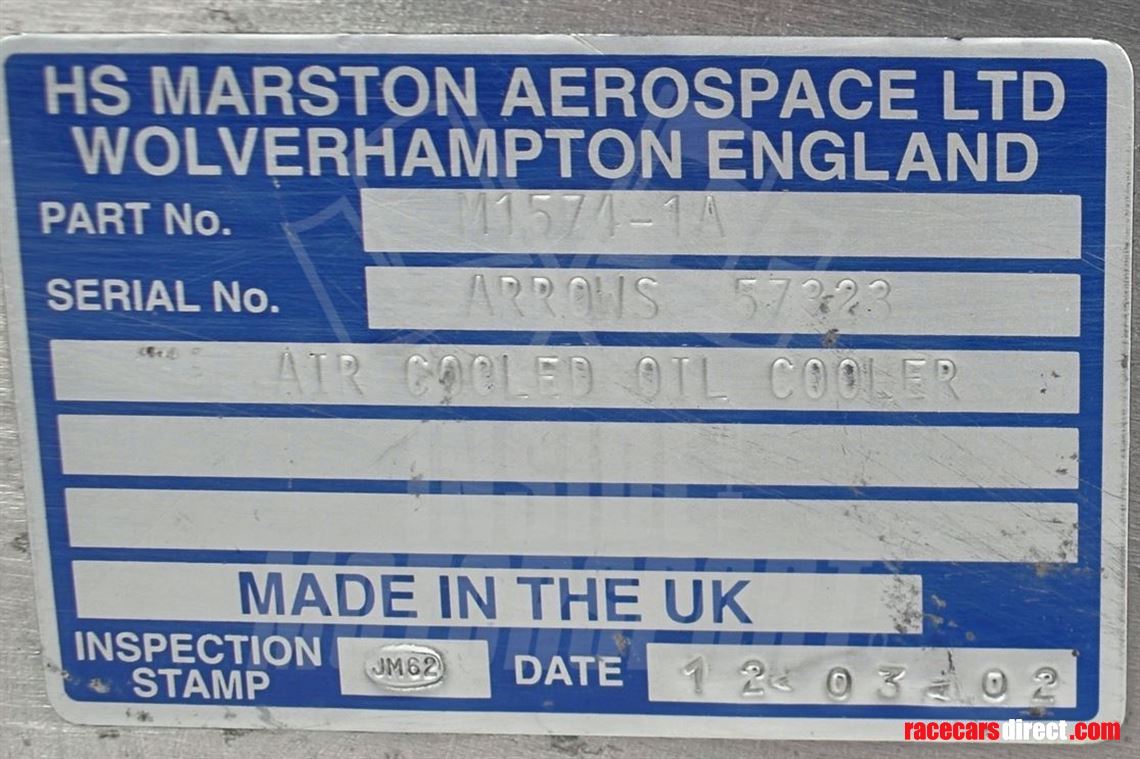 HS MARSTON AEROSPACE LTD
WOLVERHAMPTON ENGLAND
PART No. M1574-1A
SERIAL No. ARROWS 57323
AIR COOLED OIL COOLER
MADE IN THE UK
INSPECTION STAMP JM62 DATE 12 03 02
racecarsdirect.com